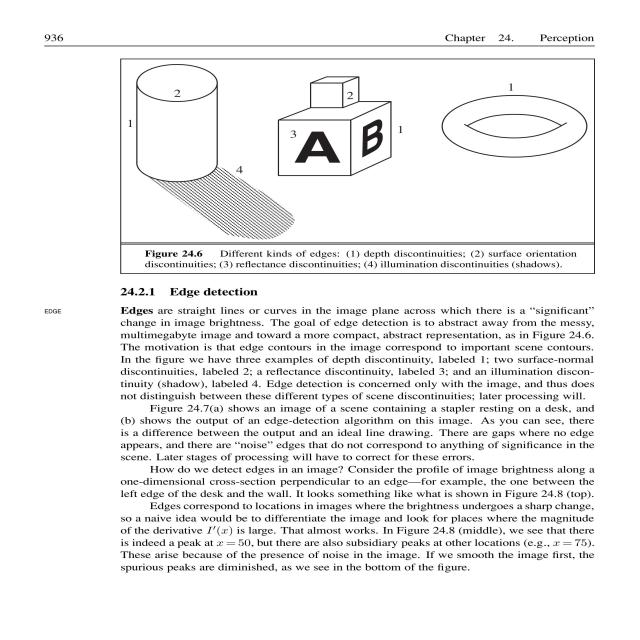 936 Chapter 24. Perception
1
2
4
3
A
B
2
1
1
Figure 24.6 Different kinds of edges: (1) depth discontinuities; (2) surface orientation
discontinuities; (3) reflectance discontinuities; (4) illumination discontinuities (shadows).
24.2.1 Edge detection
EDGE
Edges are straight lines or curves in the image plane across which there is a “significant”
change in image brightness. The goal of edge detection is to abstract away from the messy,
multimegabyte image and toward a more compact, abstract representation, as in Figure 24.6.
The motivation is that edge contours in the image correspond to important scene contours.
In the figure we have three examples of depth discontinuity, labeled 1; two surface-normal
discontinuities, labeled 2; a reflectance discontinuity, labeled 3; and an illumination discon-
tinuity (shadow), labeled 4. Edge detection is concerned only with the image, and thus does
not distinguish between these different types of scene discontinuities; later processing will.
Figure 24.7(a) shows an image of a scene containing a stapler resting on a desk, and
(b) shows the output of an edge-detection algorithm on this image. As you can see, there
is a difference between the output and an ideal line drawing. There are gaps where no edge
appears, and there are “noise” edges that do not correspond to anything of significance in the
scene. Later stages of processing will have to correct for these errors.
How do we detect edges in an image? Consider the profile of image brightness along a
one-dimensional cross-section perpendicular to an edge—for example, the one between the
left edge of the desk and the wall. It looks something like what is shown in Figure 24.8 (top).
Edges correspond to locations in images where the brightness undergoes a sharp change,
so a naive idea would be to differentiate the image and look for places where the magnitude
of the derivative I′(x) is large. That almost works. In Figure 24.8 (middle), we see that there
is indeed a peak at x = 50, but there are also subsidiary peaks at other locations (e.g., x = 75).
These arise because of the presence of noise in the image. If we smooth the image first, the
spurious peaks are diminished, as we see in the bottom of the figure.